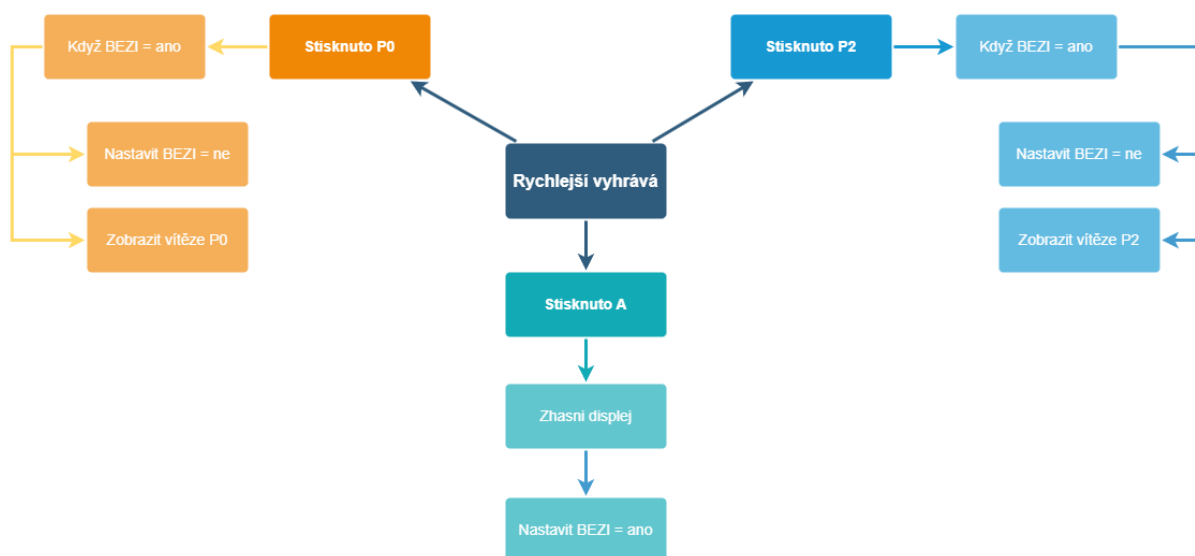 Když BEZI = ano
Stisknuto P0
Stisknuto P2
Když BEZI = ano
Nastavit BEZI = ne
Rychlejší vyhrává
Nastavit BEZI = ne
Zobrazit vítěze P0
Zobrazit vítěze P2
Stisknuto A
Zhasni displej
Nastavit BEZI = ano